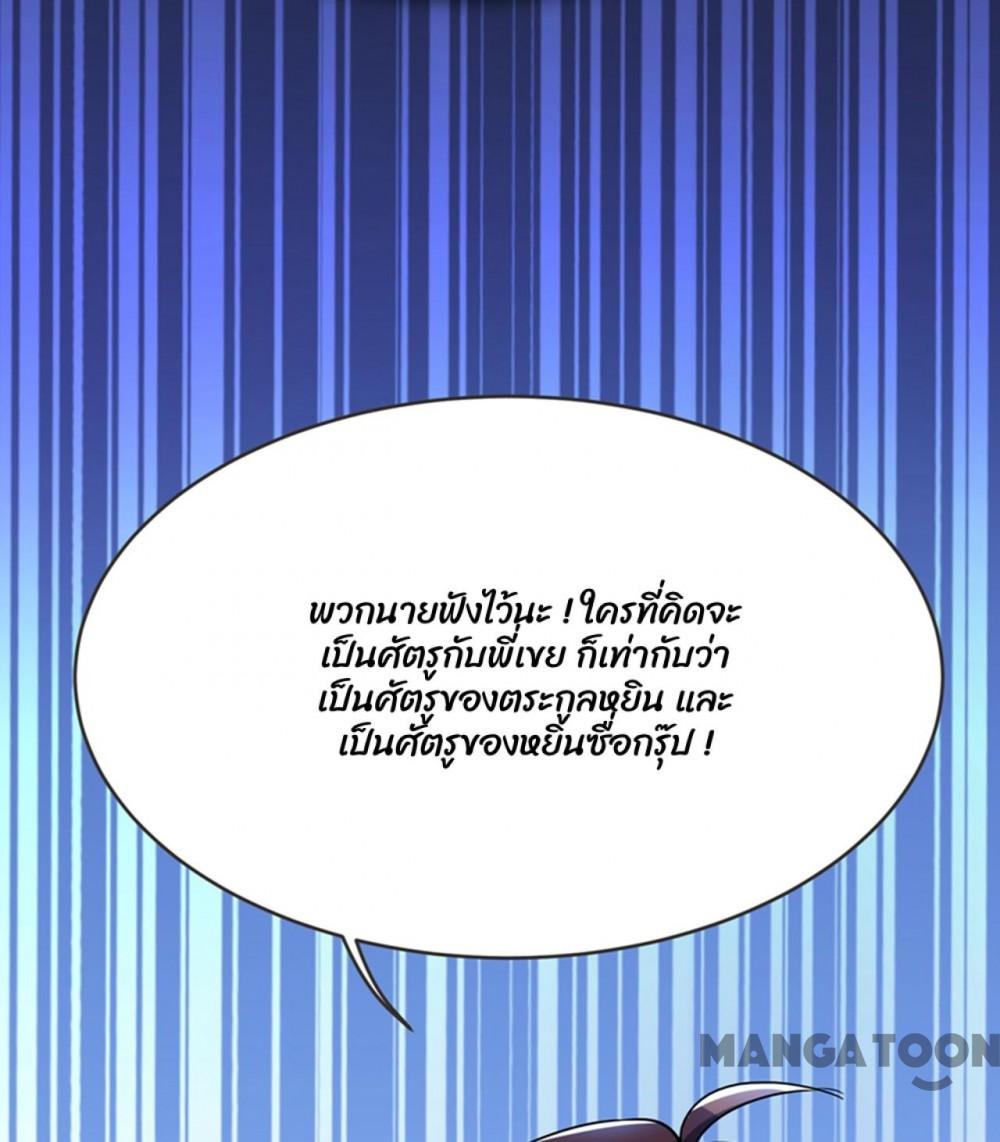 พวกนายฟังไว้นะ ! ใครที่คิดจะ
เป็นศัตรูกับพี่เขย ก็เท่ากับว่า
เป็นศัตรูของตระกูลหยิน และ
เป็นศัตรูของหยิ่นซื่อกรุ๊ป !
MANGATOON